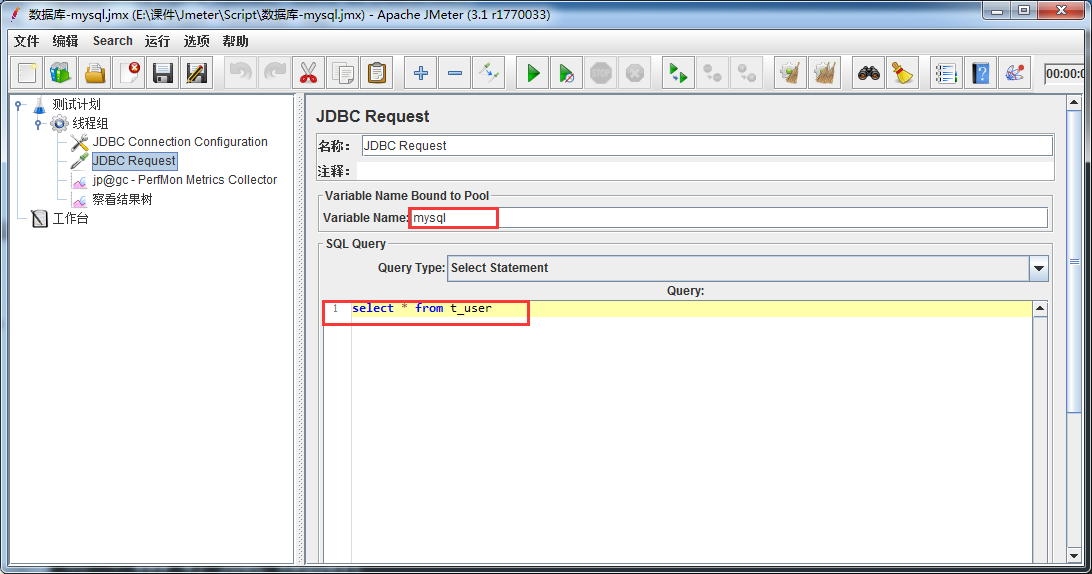 数据库-mysql.jmx (E:\课件\Jmeter\Script\数据库-mysql.jmx) - Apache JMeter (3.1 r1770033)
文件 编辑 Search 运行 选项 帮助
STOP
00:00:0
测试计划
线程组
JDBC Connection Configuration
JDBC Request
jp@gc - PerfMon Metrics Collector
察看结果树
工作台
JDBC Request
名称: JDBC Request
注释:
Variable Name Bound to Pool
Variable Name: mysql
SQL Query
Query Type: Select Statement
Query:
1 select * from t_user